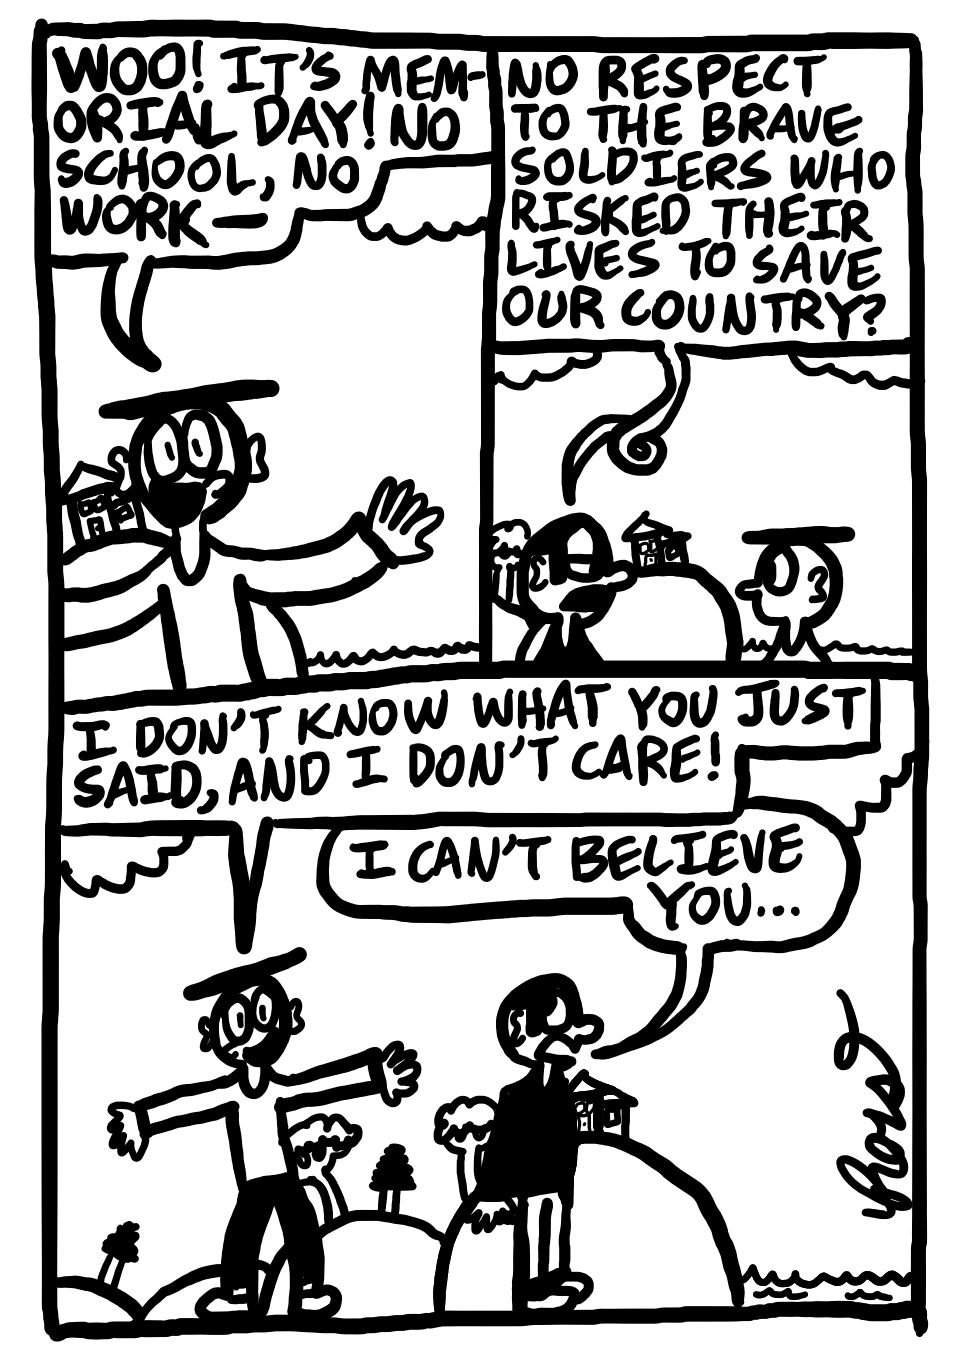 WOO! IT'S MEM-
ORIAL DAY! NO
SCHOOL, NO
WORK—
NO RESPECT
TO THE BRAVE
SOLDIERS WHO
RISKED THEIR
LIVES TO SAVE
OUR COUNTRY?
I DON'T KNOW WHAT YOU JUST
SAID, AND I DON'T CARE!
I CAN'T BELIEVE
YOU...
Ross